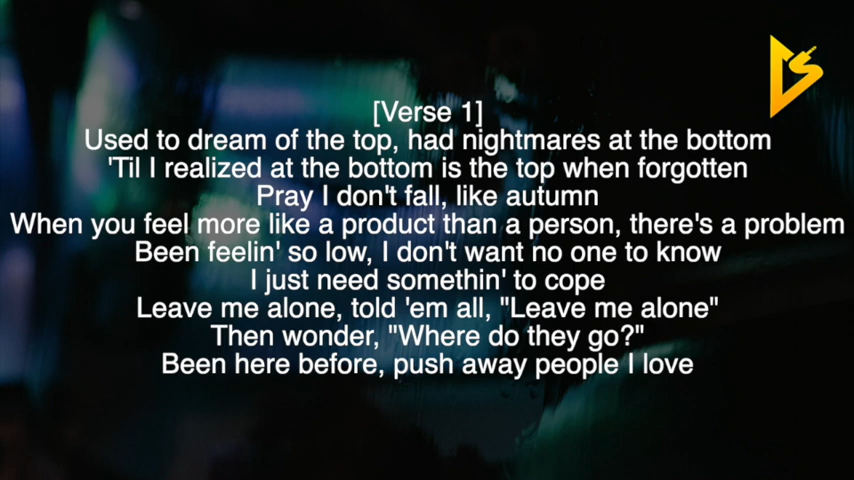 [Verse 1]
Used to dream of the top, had nightmares at the bottom
'Til I realized at the bottom is the top when forgotten
Pray I don't fall, like autumn
When you feel more like a product than a person, there's a problem
Been feelin' so low, I don't want no one to know
I just need somethin' to cope
Leave me alone, told 'em all, "Leave me alone"
Then wonder, "Where do they go?"
Been here before, push away people I love